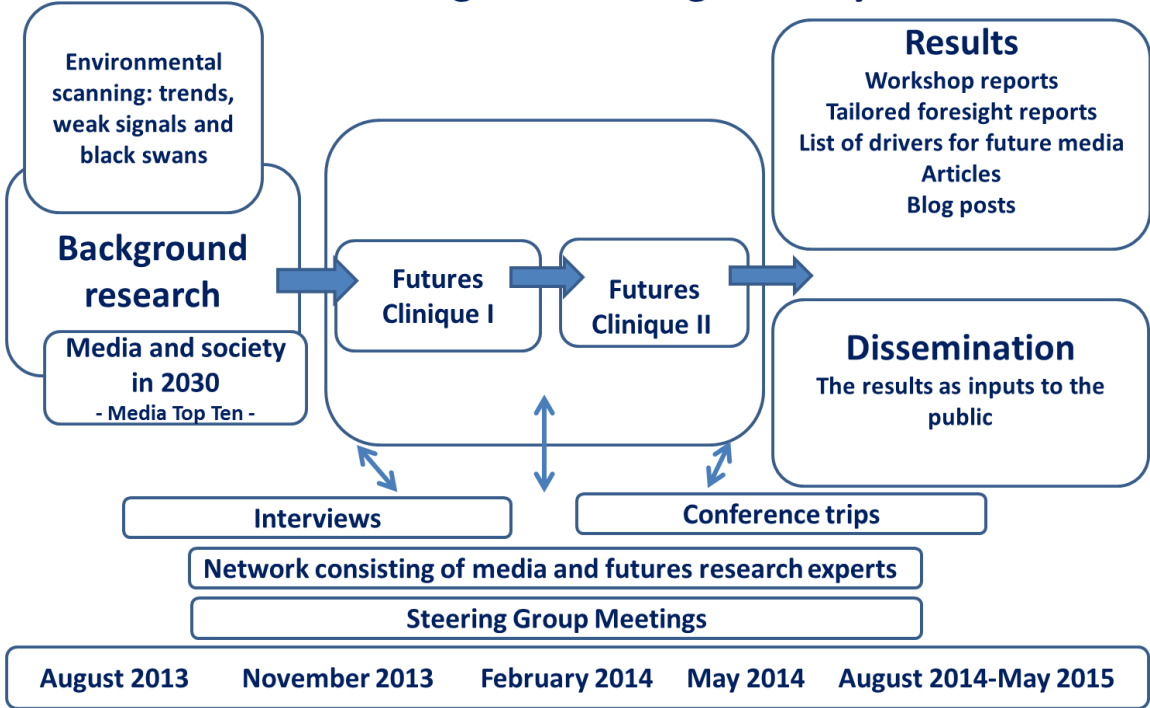 Environmental
scanning: trends,
weak signals and
black swans
Background
research
Media and society
in 2030
- Media Top Ten -
Futures
Clinique I
Futures
Clinique II
Results
Workshop reports
Tailored foresight reports
List of drivers for future media
Articles
Blog posts
Dissemination
The results as inputs to the
public
Interviews
Conference trips
Network consisting of media and futures research experts
Steering Group Meetings
August 2013 November 2013 February 2014 May 2014 August 2014-May 2015